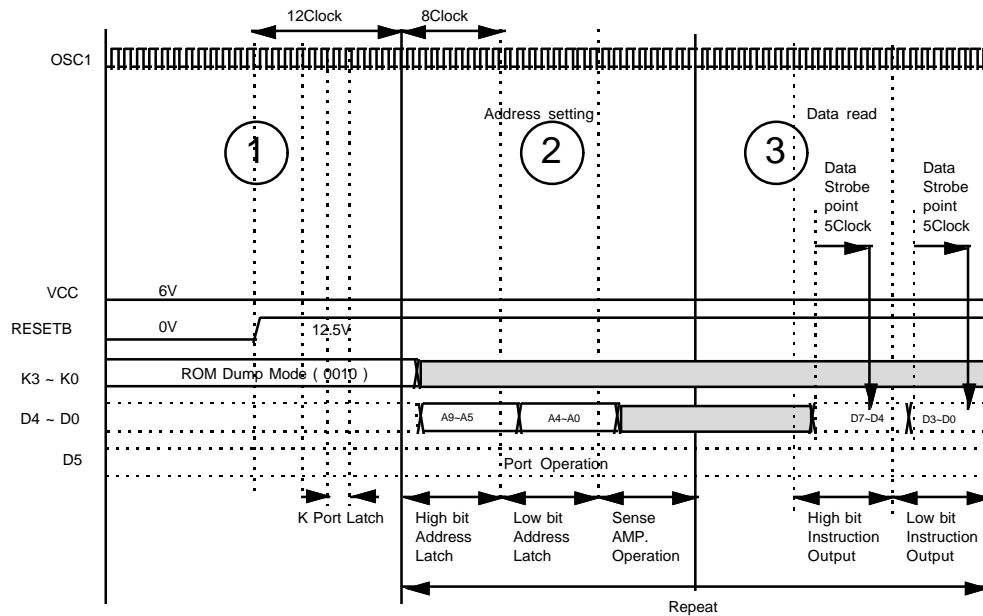 12Clock
8Clock
OSC1
Address setting
Data read
1
2
3
Data
Strobe
point
5Clock
Data
Strobe
point
5Clock
VCC
6V
RESETB
0V
12.5V
K3 ~ K0
ROM Dump Mode ( 0010 )
D4 ~ D0
A9~A5
A4~A0
D7~D4
D3~D0
D5
Port Operation
K Port Latch
High bit
Address
Latch
Low bit
Address
Latch
Sense
AMP.
Operation
High bit
Instruction
Output
Low bit
Instruction
Output
Repeat